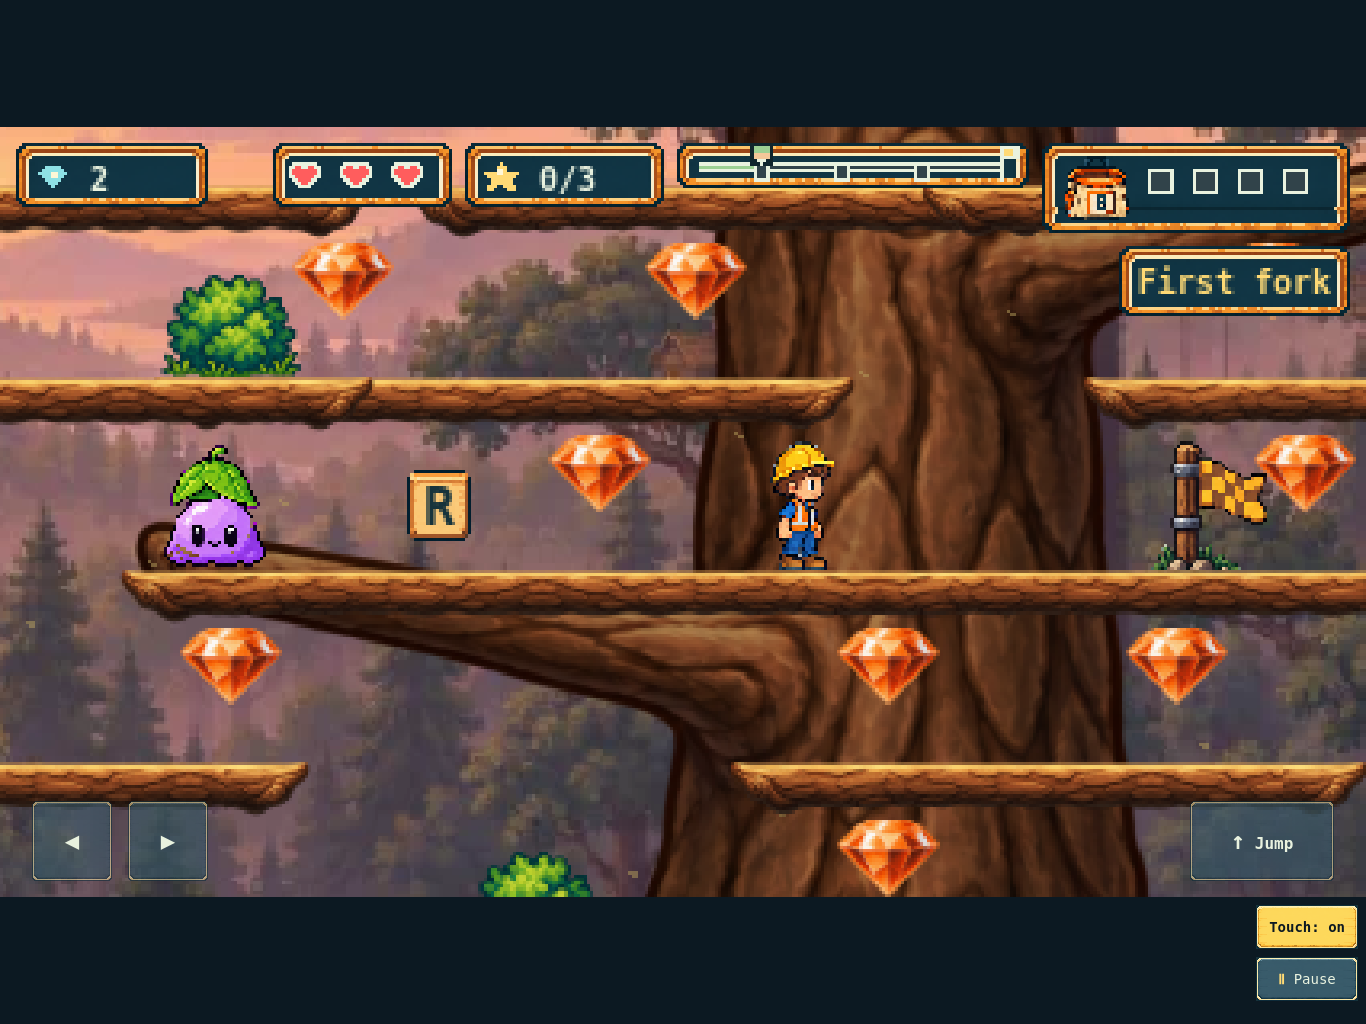 2
0/3
First fork
R
◄
►
↑ Jump
Touch: on
⏸ Pause